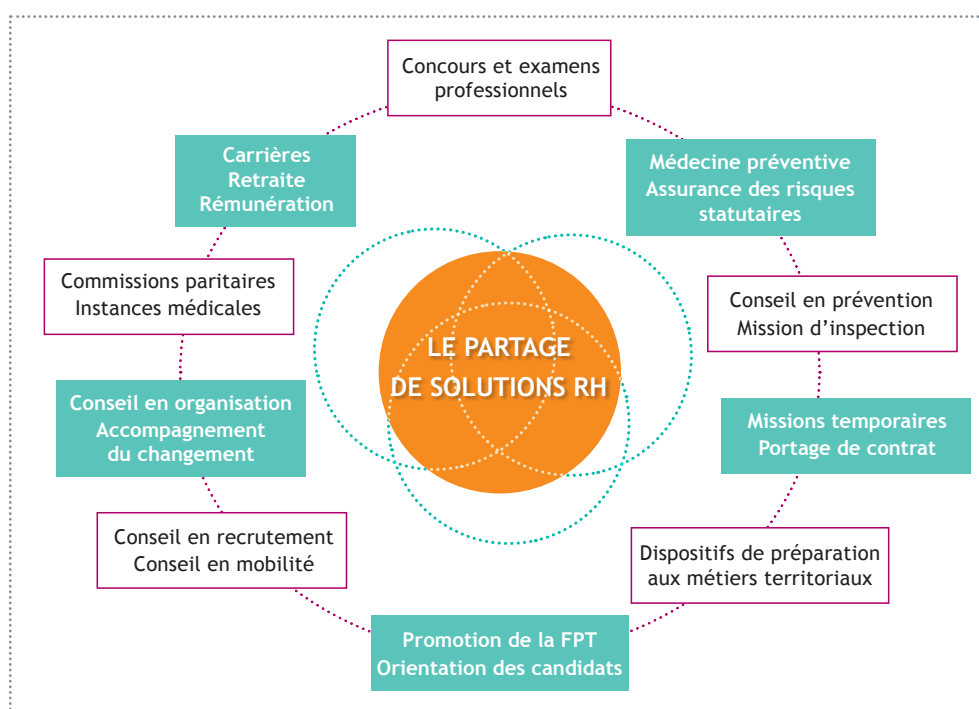 Concours et examens
professionnels
Carrières
Retraite
Rémunération
Médecine préventive
Assurance des risques
statutaires
Commissions paritaires
Instances médicales
Conseil en prévention
Mission d’inspection
LE PARTAGE
DE SOLUTIONS RH
Conseil en organisation
Accompagnement
du changement
Missions temporaires
Portage de contrat
Conseil en recrutement
Conseil en mobilité
Dispositifs de préparation
aux métiers territoriaux
Promotion de la FPT
Orientation des candidats